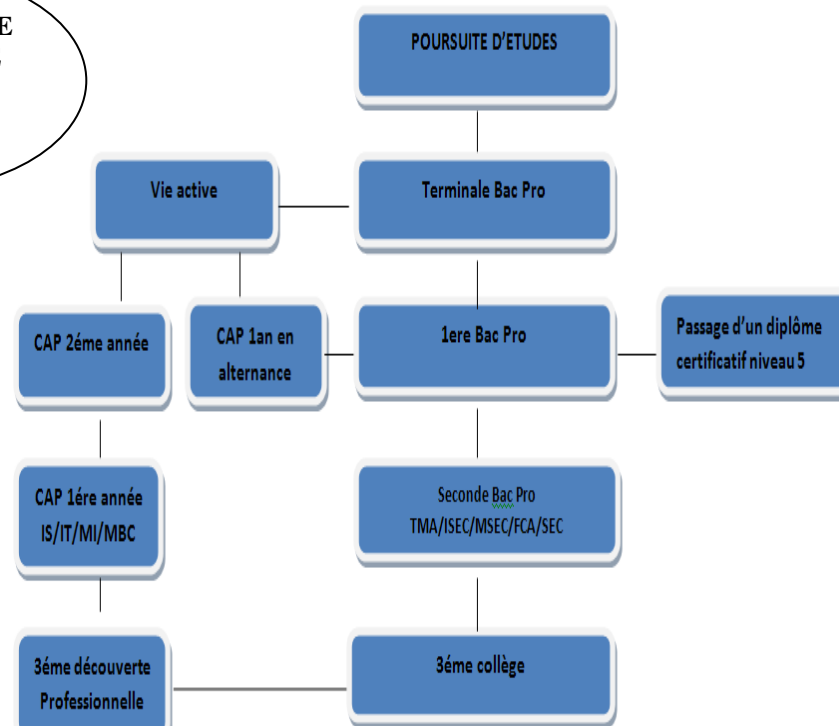 E
POURSUITE D'ETUDES
Vie active
Terminale Bac Pro
CAP 2éme année
CAP 1an en
alternance
1ere Bac Pro
Passage d'un diplôme
certificatif niveau 5
CAP 1ére année
IS/IT/MI/MBC
Seconde Bac Pro
TMA/ISEC/MSEC/FCA/SEC
3éme découverte
Professionnelle
3éme collège